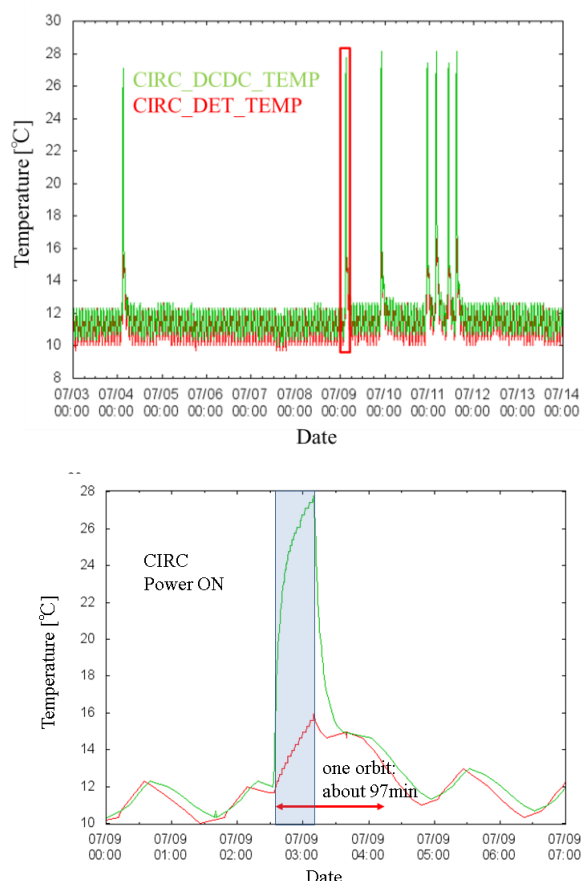 30
28
26
24
22
20
18
16
14
12
10
8
CIRC_DCDC_TEMP
CIRC_DET_TEMP
Temperature [℃]
07/03 07/04 07/05 07/06 07/07 07/08 07/09 07/10 07/11 07/12 07/13 07/14
00:00 00:00 00:00 00:00 00:00 00:00 00:00 00:00 00:00 00:00 00:00 00:00
Date
28
26
24
22
20
18
16
14
12
10
CIRC
Power ON
Temperature [℃]
one orbit:
about 97min
07/09 07/09 07/09 07/09 07/09 07/09 07/09 07/09
00:00 01:00 02:00 03:00 04:00 05:00 06:00 07:00
Date